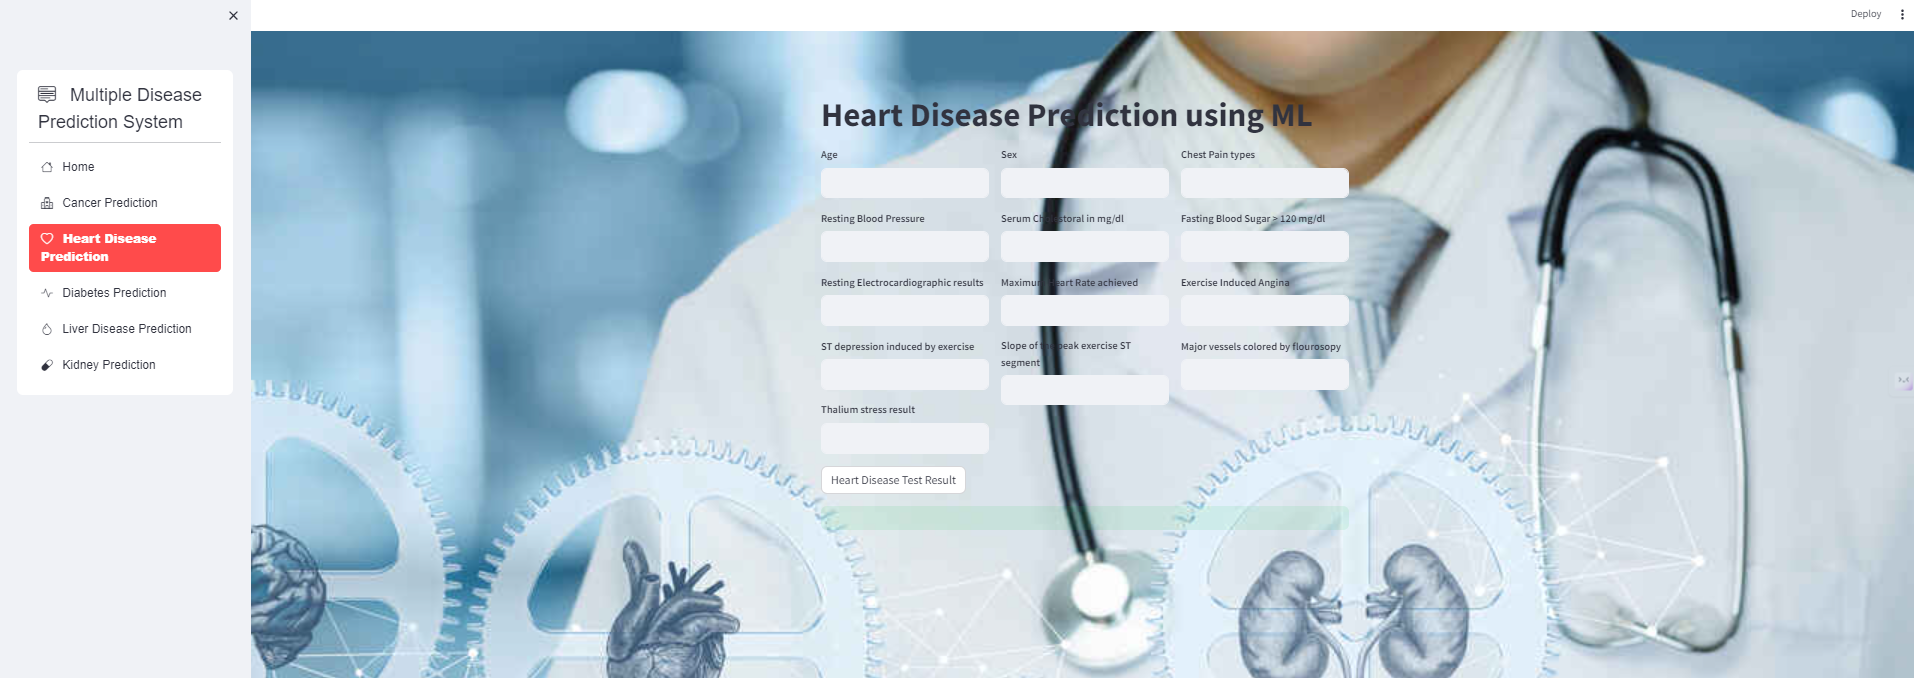 Deploy
Multiple Disease
Prediction System
Home
Cancer Prediction
Heart Disease
Prediction
Diabetes Prediction
Liver Disease Prediction
Kidney Prediction
Heart Disease Prediction using ML
Age Sex Chest Pain types
Resting Blood Pressure Serum Cholestoral in mg/dl Fasting Blood Sugar > 120 mg/dl
Resting Electrocardiographic results Maximum Heart Rate achieved Exercise Induced Angina
ST depression induced by exercise Slope of the peak exercise ST Major vessels colored by flourosopy
segment
Thalium stress result
Heart Disease Test Result